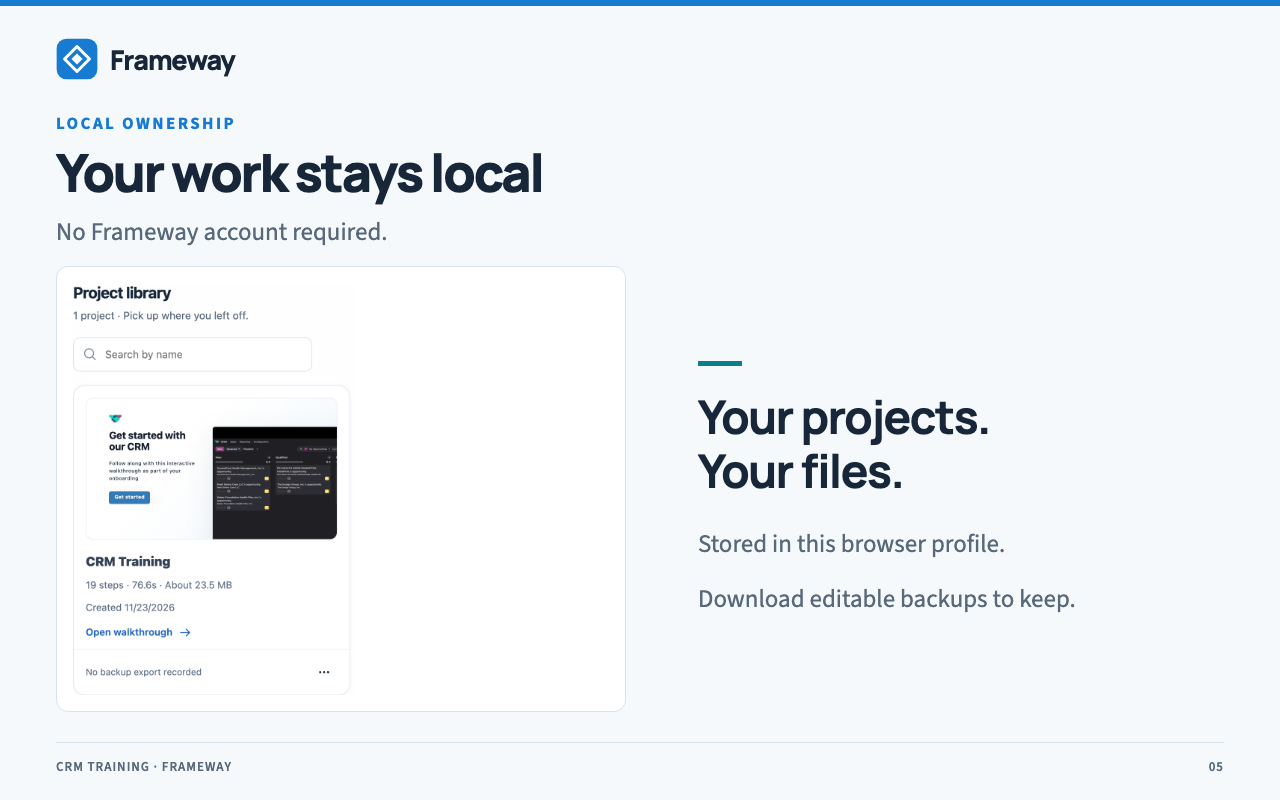 Frameway
LOCAL OWNERSHIP
Your work stays local
No Frameway account required.
Project library
1 project · Pick up where you left off.
Search by name
Get started with
our CRM
Follow along with this interactive
walkthrough as part of your
onboarding
Get started
CRM Training
19 steps · 76.6s · About 23.5 MB
Created 11/23/2026
Open walkthrough →
No backup export recorded
Your projects.
Your files.
Stored in this browser profile.
Download editable backups to keep.
CRM TRAINING · FRAMEWAY
05